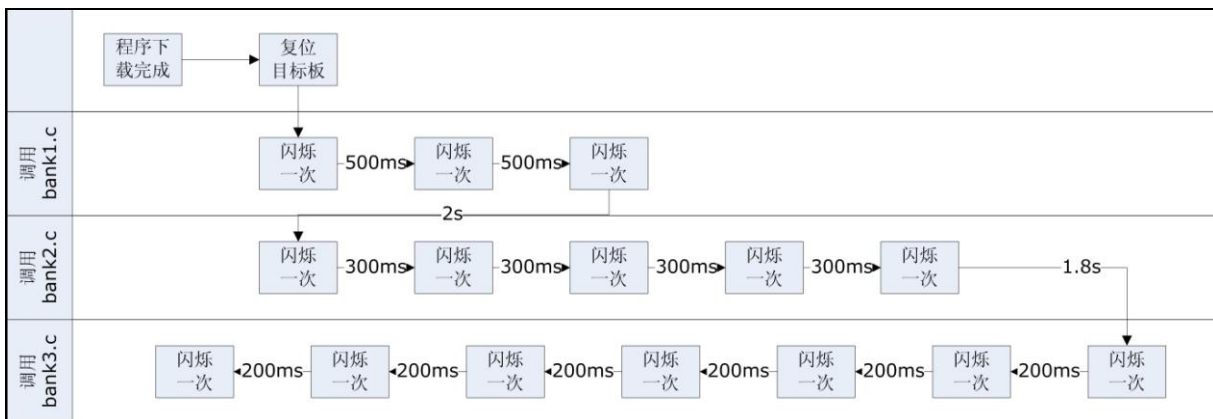 程序下
载完成
复位
目标板
调用
bank1.c
闪烁
一次
500ms
闪烁
一次
500ms
闪烁
一次
2s
调用
bank2.c
闪烁
一次
300ms
闪烁
一次
300ms
闪烁
一次
300ms
闪烁
一次
300ms
闪烁
一次
1.8s
调用
bank3.c
闪烁
一次
200ms
闪烁
一次
200ms
闪烁
一次
200ms
闪烁
一次
200ms
闪烁
一次
200ms
闪烁
一次
200ms
闪烁
一次